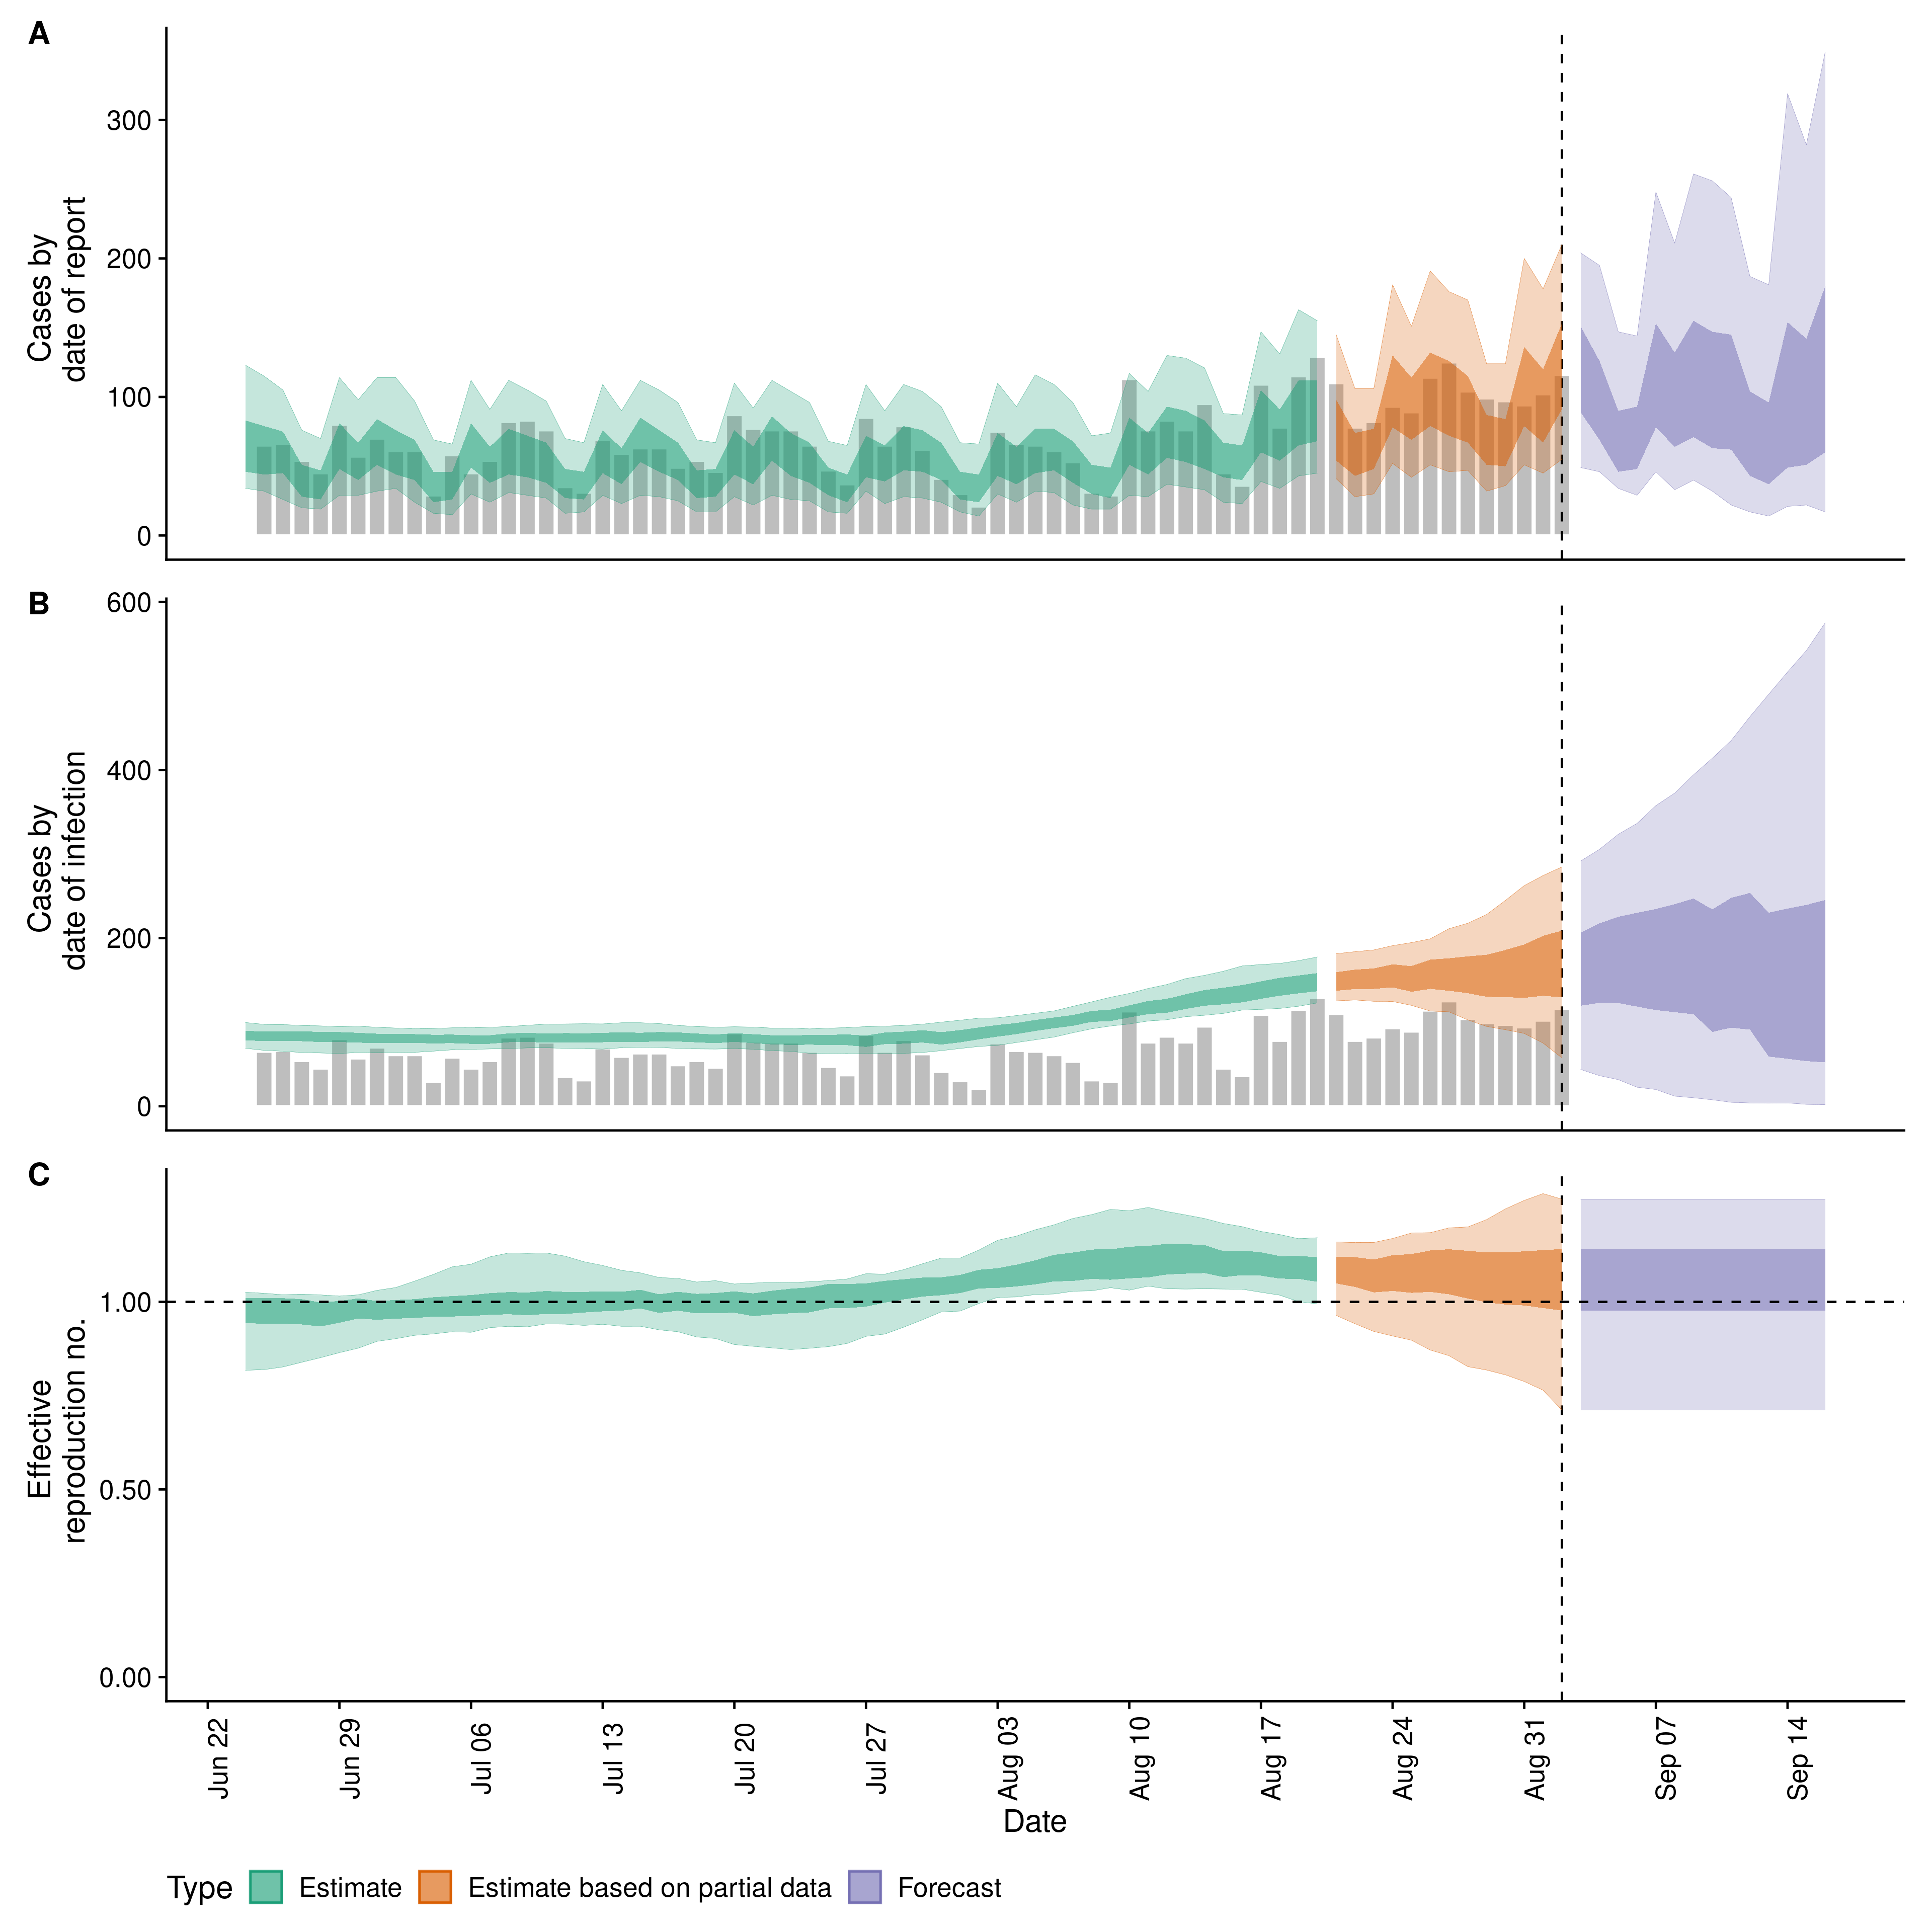 A
Cases by
date of report
300
200
100
0
B
Cases by
date of infection
600
400
200
0
C
Effective
reproduction no.
1.00
0.50
0.00
Jun 22
Jun 29
Jul 06
Jul 13
Jul 20
Jul 27
Aug 03
Aug 10
Aug 17
Aug 24
Aug 31
Sep 07
Sep 14
Date
Type Estimate Estimate based on partial data Forecast